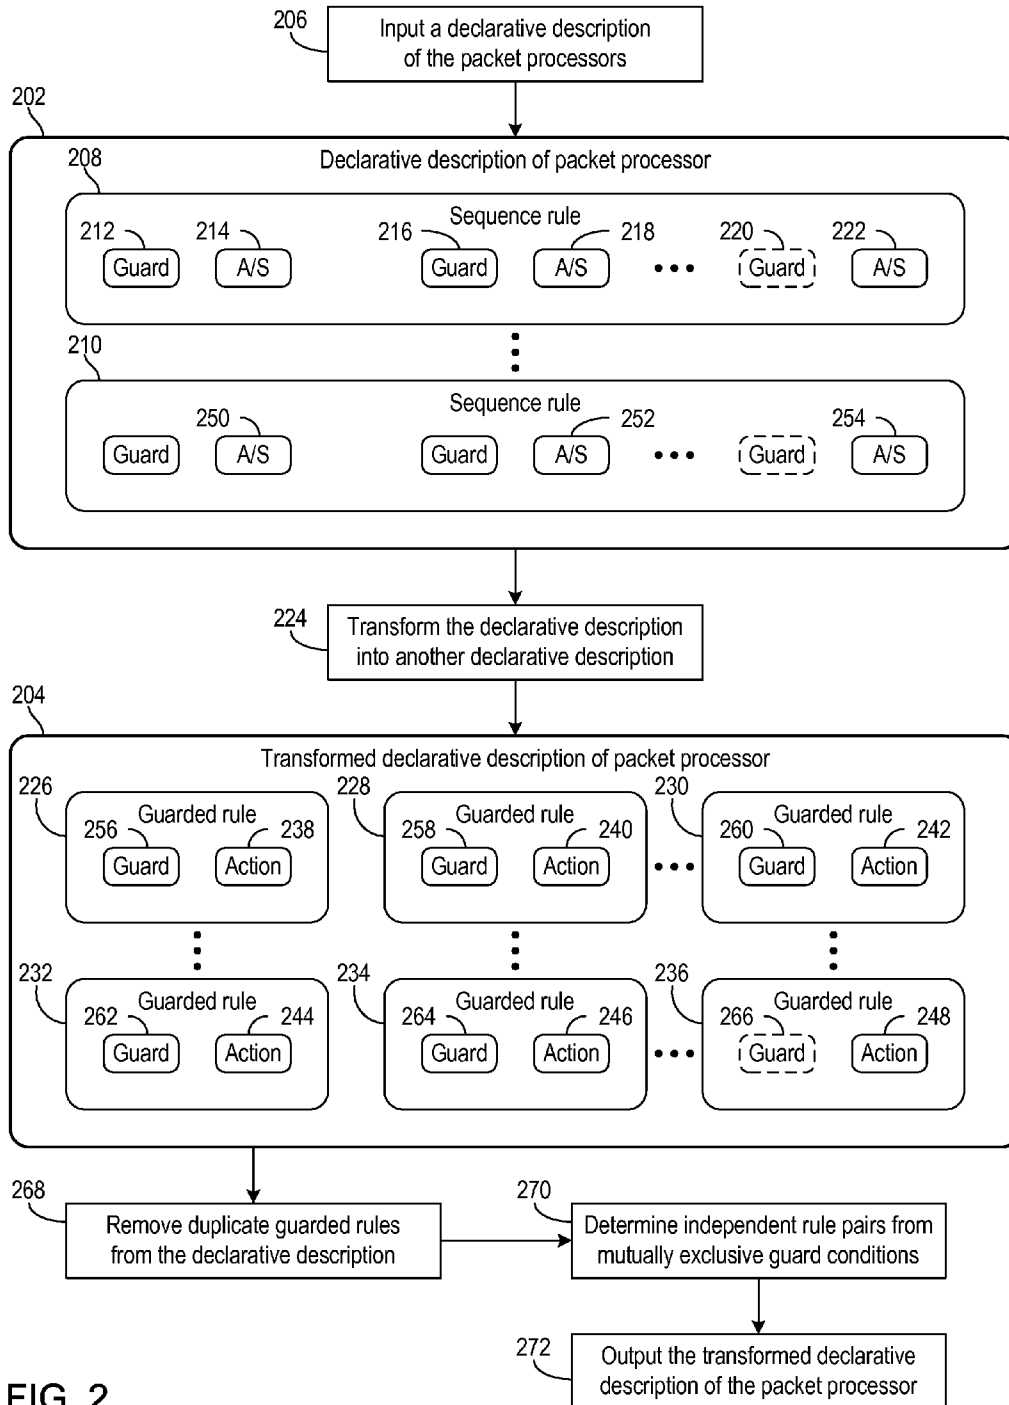 206
Input a declarative description
of the packet processors
202
Declarative description of packet processor
208
Sequence rule
212 214 216 218 220 222
Guard A/S Guard A/S Guard A/S
210
Sequence rule
250 252 254
Guard A/S Guard A/S Guard A/S
224
Transform the declarative description
into another declarative description
204
Transformed declarative description of packet processor
226 Guarded rule 228 Guarded rule 230 Guarded rule
256 238 258 240 260 242
Guard Action Guard Action Guard Action
232 Guarded rule 234 Guarded rule 236 Guarded rule
262 244 264 246 266 248
Guard Action Guard Action Guard Action
268
Remove duplicate guarded rules
from the declarative description
270
Determine independent rule pairs from
mutually exclusive guard conditions
272
Output the transformed declarative
description of the packet processor
FIG. 2